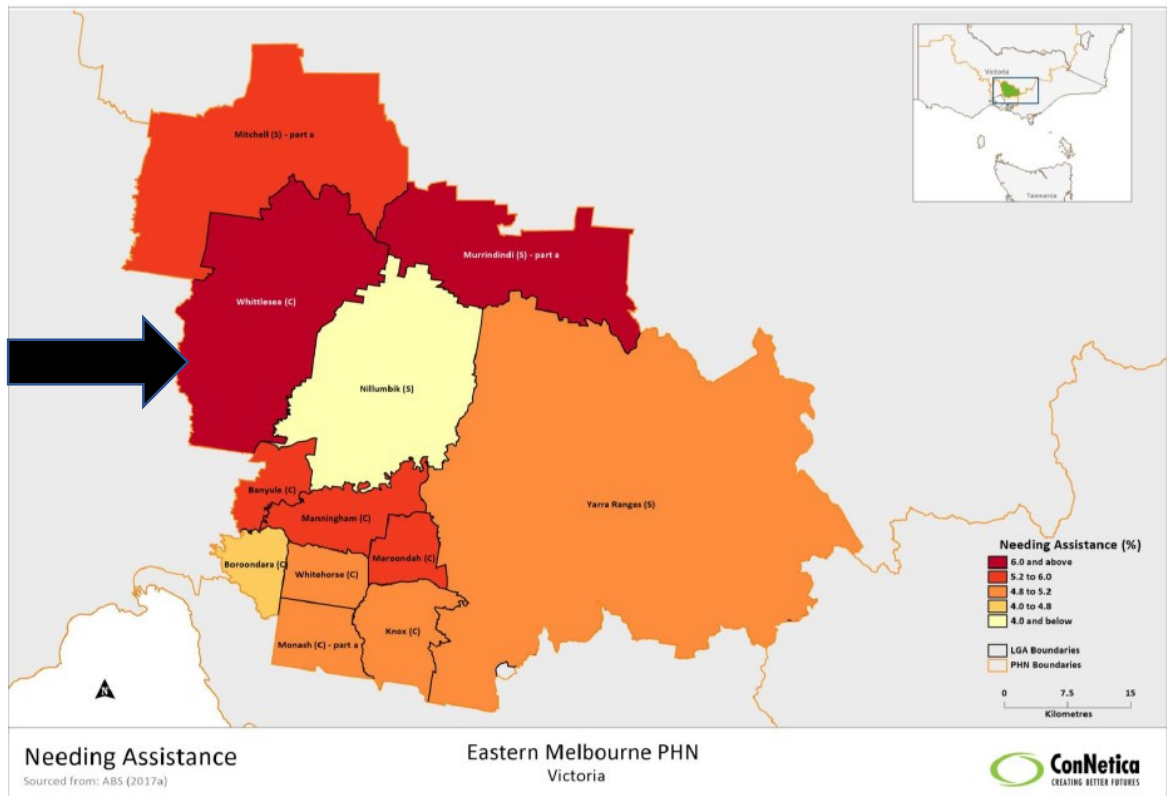 Victoria
Tasmania
Mitchell (S) - part a
Murrindindi (S) - part a
Whittlesea (C)
Nillumbik (S)
Banyule (C)
Manningham (C)
Yarra Ranges (S)
Boroondara (C)
Maroondah (C)
Whitehorse (C)
Knox (C)
Monash (C) - part a
Needing Assistance (%)
6.0 and above
5.2 to 6.0
4.8 to 5.2
4.0 to 4.8
4.0 and below
LGA Boundaries
PHN Boundaries
0 7.5 15
Kilometres
N
Needing Assistance
Sourced from: ABS (2017a)
Eastern Melbourne PHN
Victoria
ConNetica
CREATING BETTER FUTURES